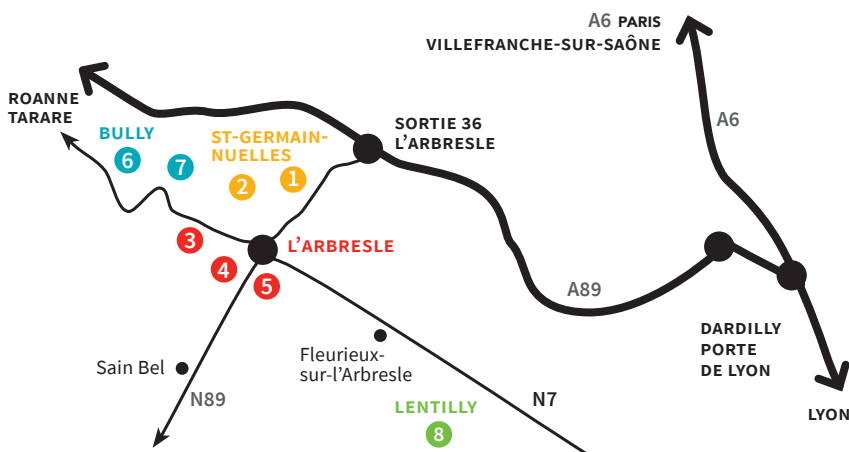 A6 PARIS
VILLEFRANCHE-SUR-SAÔNE
ROANNE
TARARE
BULLY
6
7
ST-GERMAIN-
NUELLES
2
1
SORTIE 36
L'ARBRESLE
A6
3
4
5
L'ARBRESLE
A89
DARDILLY
PORTE
DE LYON
LYON
Sain Bel
N89
Fleurieux-
sur-l'Arbresle
N7
LENTILLY
8